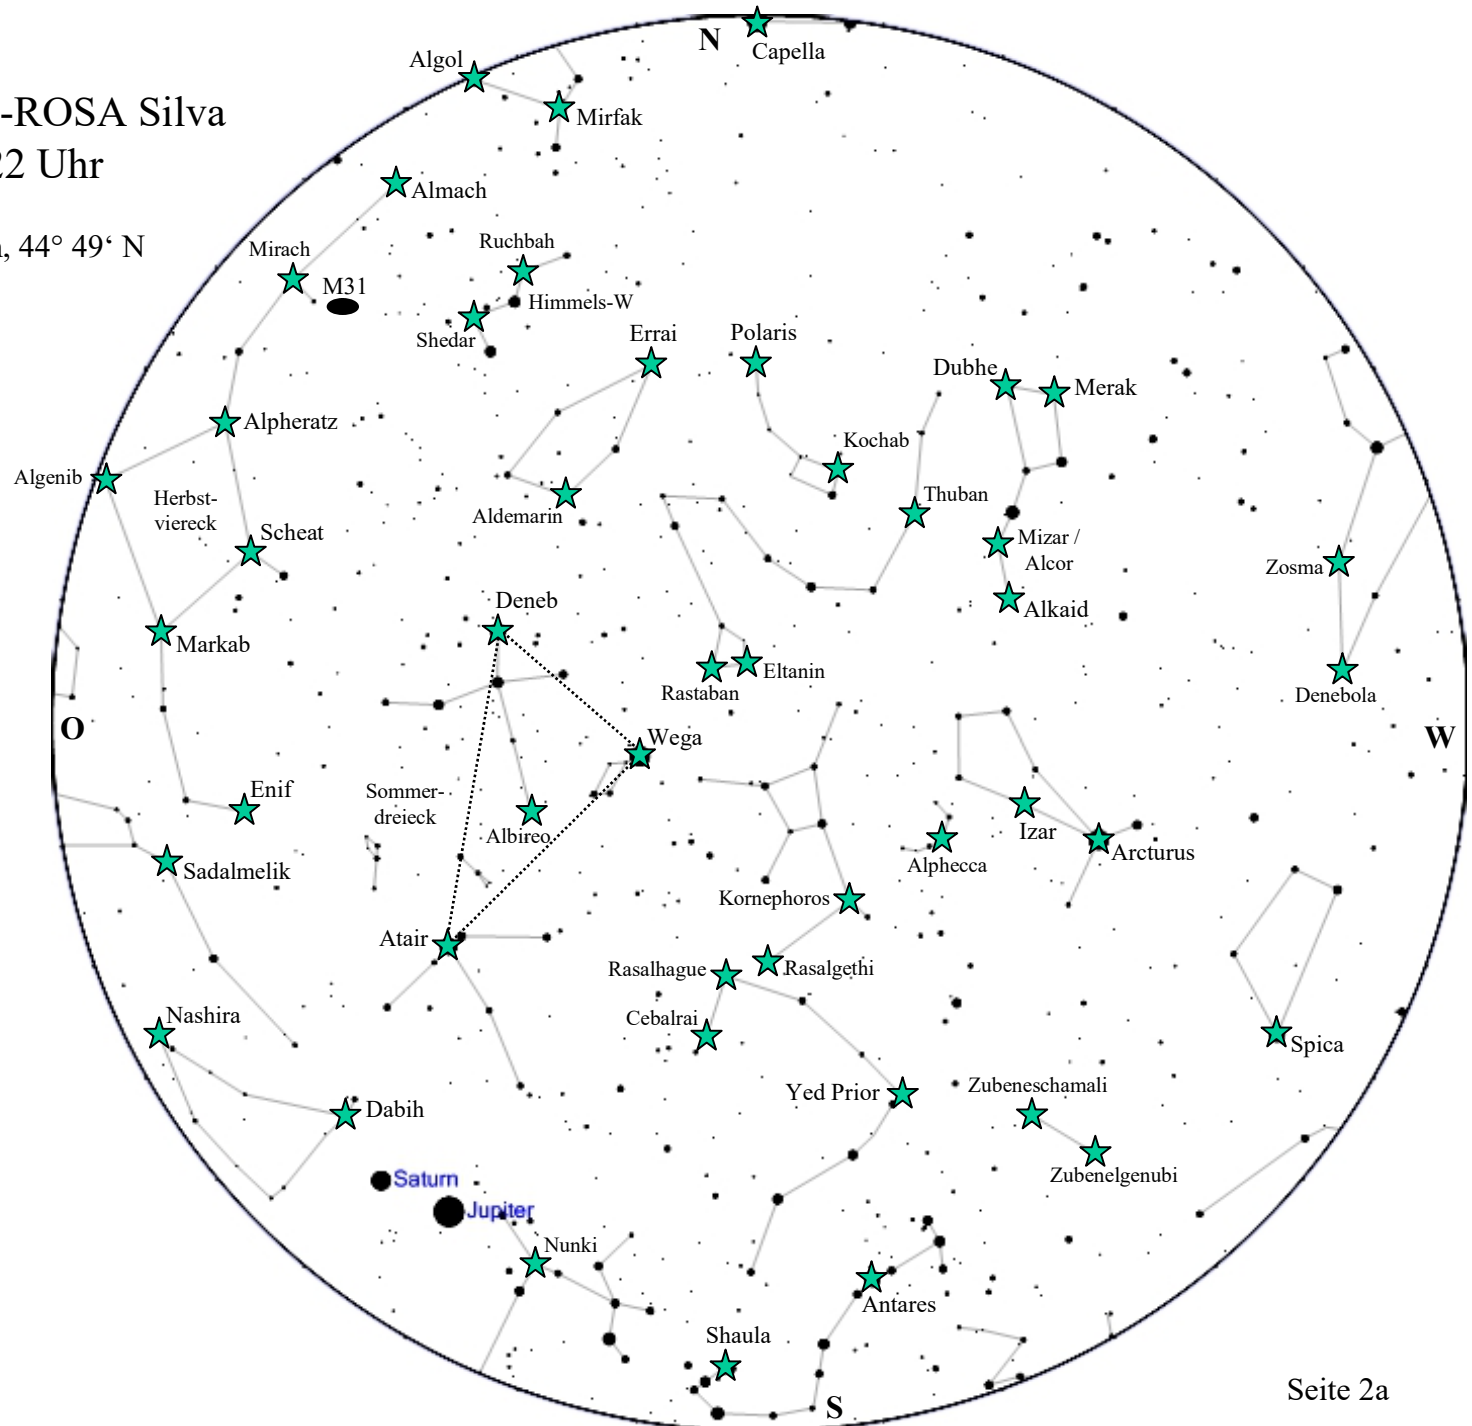 N
Capella
Algol
Mirfak
-ROSA Silva
22 Uhr
, 44° 49‘ N
Almach
Mirach
M31
Ruchbah
Himmels-W
Shedar
Errai
Polaris
Dubhe
Merak
Alpheratz
Kochab
Algenib
Herbst-
viereck
Aldemarin
Thuban
Scheat
Mizar /
Alcor
Zosma
Deneb
Alkaid
Markab
Eltanin
Rastaban
Denebola
O
Wega
W
Enif
Sommer-
dreieck
Albireo
Izar
Arcturus
Alphecca
Sadalmelik
Kornephoros
Atair
Rasalhague
Rasalgethi
Nashira
Cebalrai
Spica
Yed Prior
Zubeneschamali
Dabih
Zubenelgenubi
Saturn
Jupiter
Nunki
Antares
Shaula
S
Seite 2a